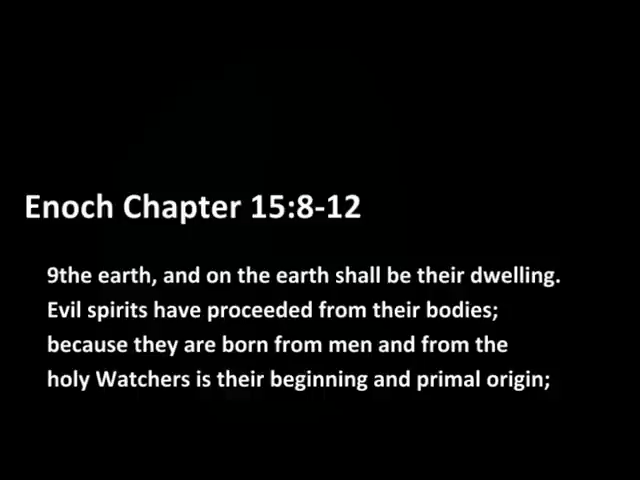 Enoch Chapter 15:8-12
9the earth, and on the earth shall be their dwelling.
Evil spirits have proceeded from their bodies;
because they are born from men and from the
holy Watchers is their beginning and primal origin;